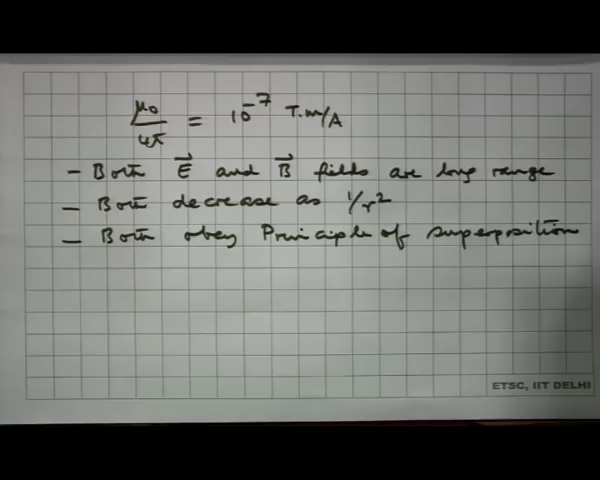 μ₀/4π = 10⁻⁷ T.m/A
- Both E⃗ and B⃗ fields are long range
- Both decrease as 1/r²
- Both obey Principle of superposition
ETSC, IIT DELHI